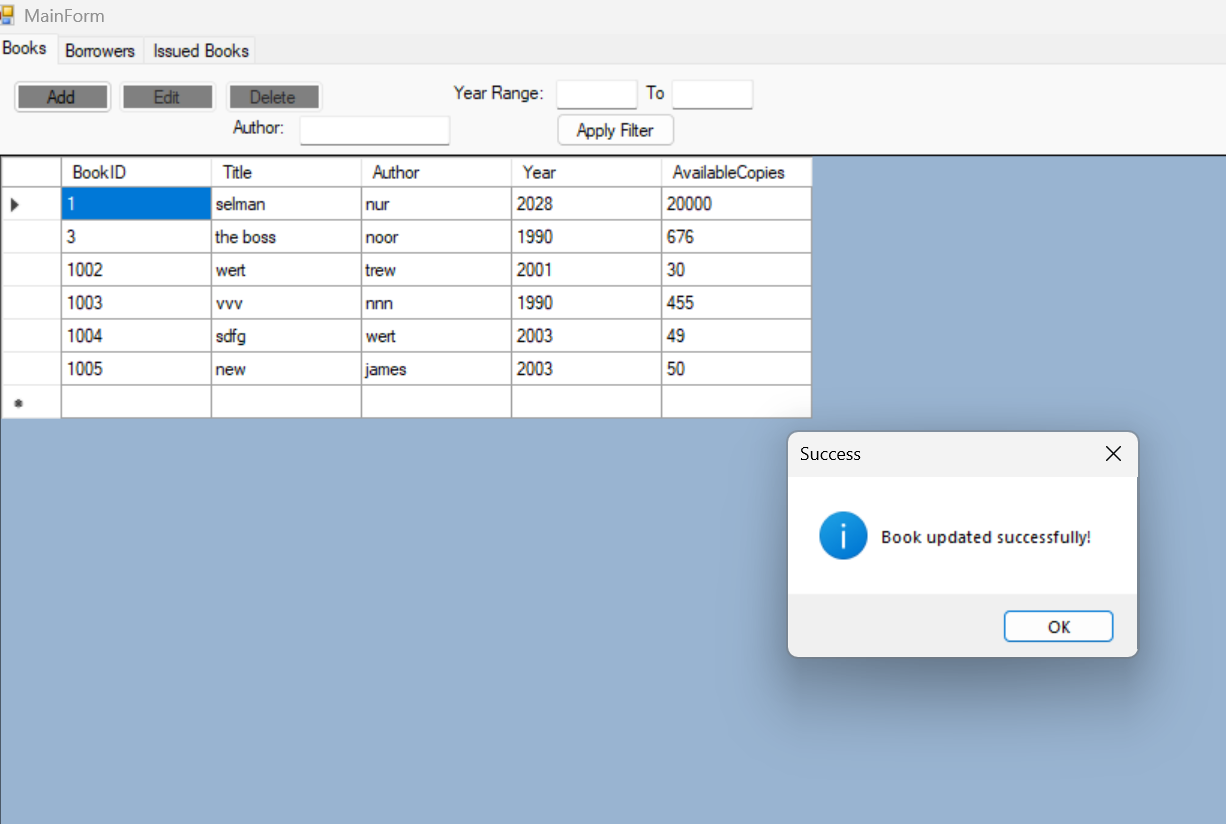 MainForm
Books Borrowers Issued Books
Add Edit Delete Year Range: To
Author: Apply Filter
BookID Title Author Year AvailableCopies
1 selman nur 2028 20000
3 the boss noor 1990 676
1002 wert trew 2001 30
1003 vvv nnn 1990 455
1004 sdfg wert 2003 49
1005 new james 2003 50
Success
Book updated successfully!
OK